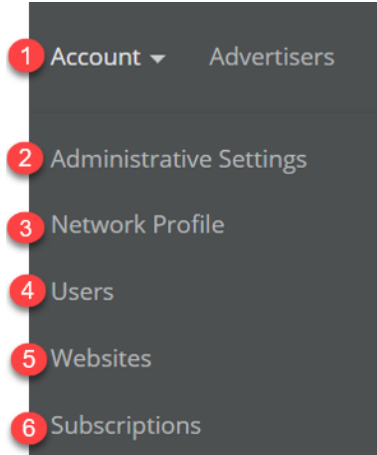 1 Account Advertisers
2 Administrative Settings
3 Network Profile
4 Users
5 Websites
6 Subscriptions